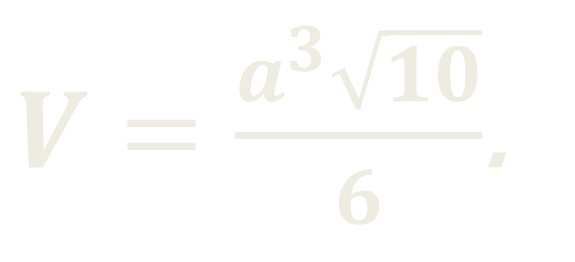 V = a³√10 / 6.